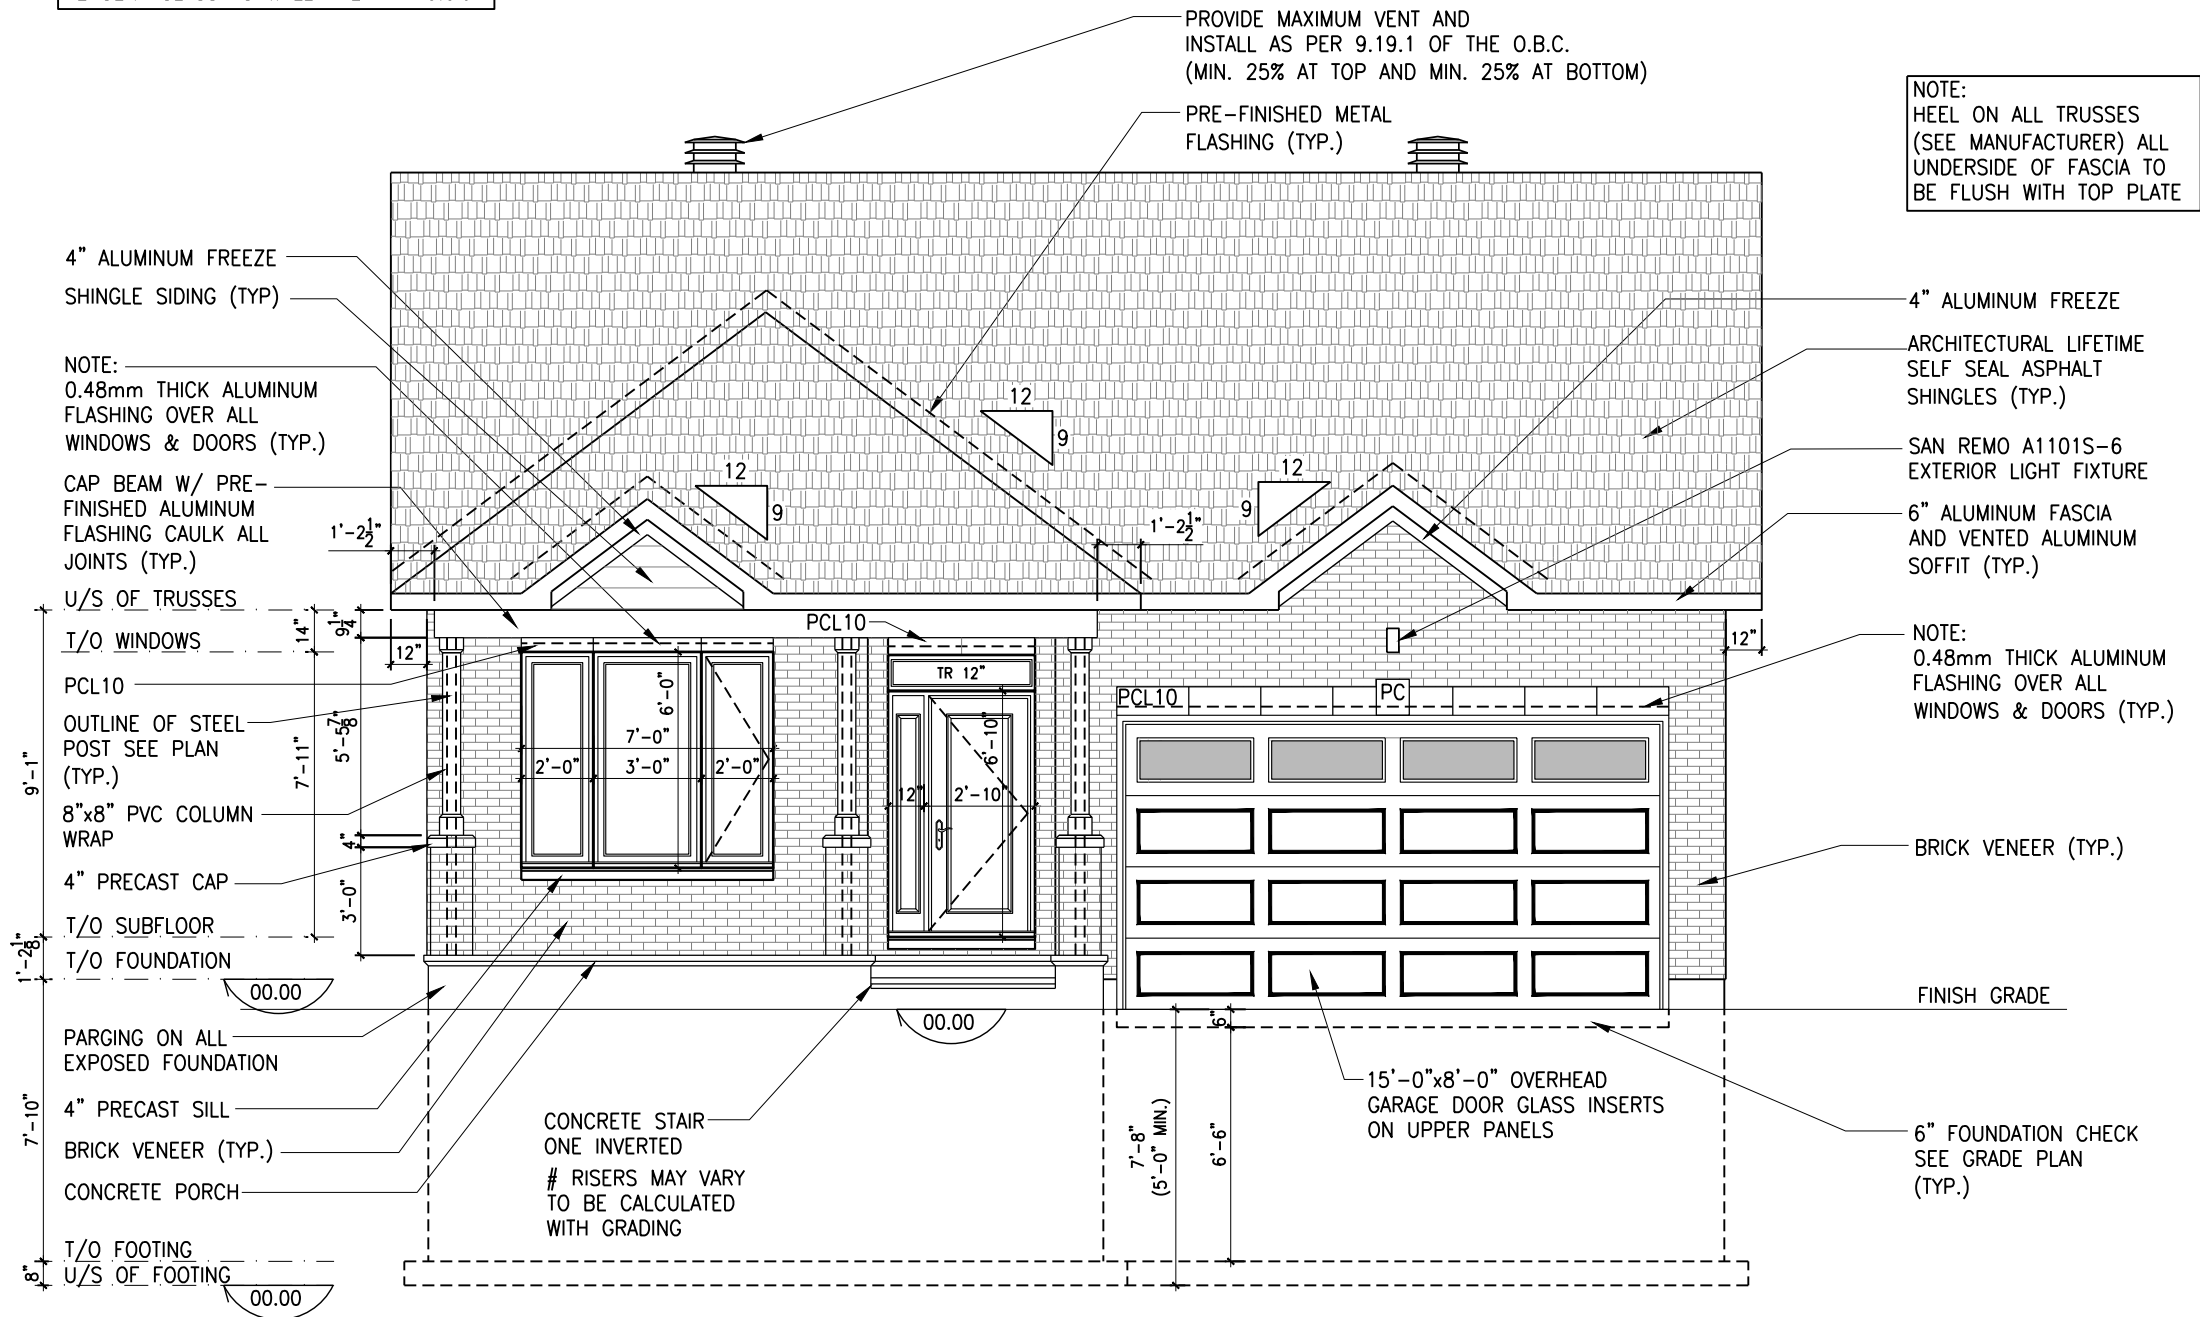 PROVIDE MAXIMUM VENT AND
INSTALL AS PER 9.19.1 OF THE O.B.C.
(MIN. 25% AT TOP AND MIN. 25% AT BOTTOM)
PRE-FINISHED METAL
FLASHING (TYP.)
NOTE:
HEEL ON ALL TRUSSES
(SEE MANUFACTURER) ALL
UNDERSIDE OF FASCIA TO
BE FLUSH WITH TOP PLATE
4" ALUMINUM FREEZE
SHINGLE SIDING (TYP)
NOTE:
0.48mm THICK ALUMINUM
FLASHING OVER ALL
WINDOWS & DOORS (TYP.)
CAP BEAM W/ PRE-
FINISHED ALUMINUM
FLASHING CAULK ALL
JOINTS (TYP.)
U/S OF TRUSSES
T/O WINDOWS
PCL10
OUTLINE OF STEEL
POST SEE PLAN
(TYP.)
8"x8" PVC COLUMN
WRAP
4" PRECAST CAP
T/O SUBFLOOR
T/O FOUNDATION
00.00
PARGING ON ALL
EXPOSED FOUNDATION
4" PRECAST SILL
BRICK VENEER (TYP.)
CONCRETE PORCH
T/O FOOTING
U/S OF FOOTING
00.00
9'-1"
1'-2 1/8"
7'-10"
8"
14"
7'-11"
9 1/4"
5'-5 7/8"
4"
3'-0"
1'-2 1/2"
12"
12
9
12
9
12
9
1'-2 1/2"
12"
PCL10
TR 12"
6'-0"
7'-0"
2'-0"
3'-0"
2'-0"
6'-10"
12"
2'-10"
PCL10
PC
00.00
CONCRETE STAIR
ONE INVERTED
# RISERS MAY VARY
TO BE CALCULATED
WITH GRADING
7'-8"
(5'-0" MIN.)
6"
6'-6"
15'-0"x8'-0" OVERHEAD
GARAGE DOOR GLASS INSERTS
ON UPPER PANELS
4" ALUMINUM FREEZE
ARCHITECTURAL LIFETIME
SELF SEAL ASPHALT
SHINGLES (TYP.)
SAN REMO A1101S-6
EXTERIOR LIGHT FIXTURE
6" ALUMINUM FASCIA
AND VENTED ALUMINUM
SOFFIT (TYP.)
NOTE:
0.48mm THICK ALUMINUM
FLASHING OVER ALL
WINDOWS & DOORS (TYP.)
BRICK VENEER (TYP.)
FINISH GRADE
6" FOUNDATION CHECK
SEE GRADE PLAN
(TYP.)